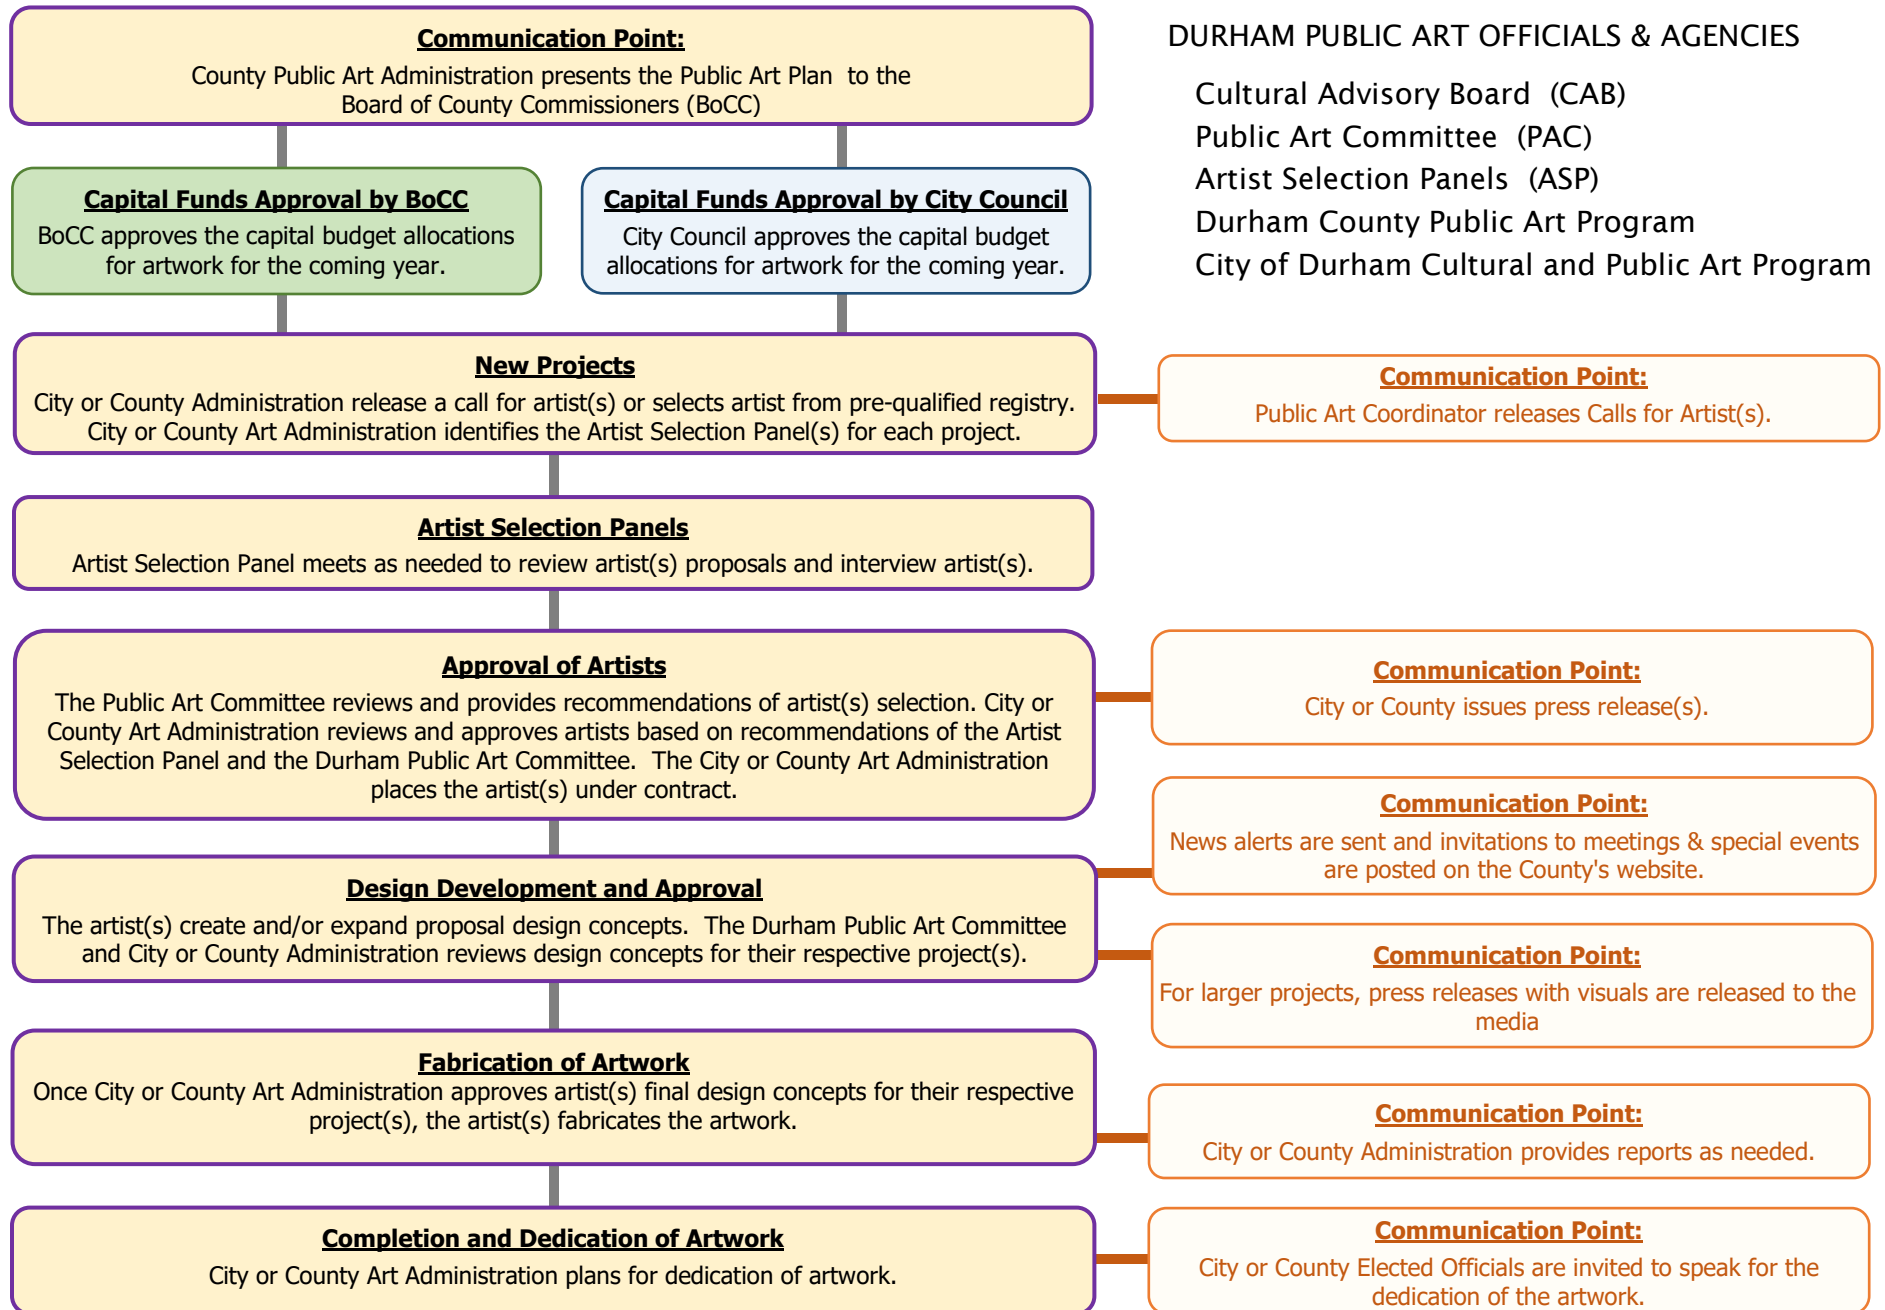 Communication Point:
County Public Art Administration presents the Public Art Plan to the
Board of County Commissioners (BoCC)
DURHAM PUBLIC ART OFFICIALS & AGENCIES
Cultural Advisory Board (CAB)
Public Art Committee (PAC)
Artist Selection Panels (ASP)
Durham County Public Art Program
City of Durham Cultural and Public Art Program
Capital Funds Approval by BoCC
BoCC approves the capital budget allocations
for artwork for the coming year.
Capital Funds Approval by City Council
City Council approves the capital budget
allocations for artwork for the coming year.
New Projects
City or County Administration release a call for artist(s) or selects artist from pre-qualified registry.
City or County Art Administration identifies the Artist Selection Panel(s) for each project.
Communication Point:
Public Art Coordinator releases Calls for Artist(s).
Artist Selection Panels
Artist Selection Panel meets as needed to review artist(s) proposals and interview artist(s).
Approval of Artists
The Public Art Committee reviews and provides recommendations of artist(s) selection. City or
County Art Administration reviews and approves artists based on recommendations of the Artist
Selection Panel and the Durham Public Art Committee. The City or County Art Administration
places the artist(s) under contract.
Communication Point:
City or County issues press release(s).
Communication Point:
News alerts are sent and invitations to meetings & special events
are posted on the County's website.
Design Development and Approval
The artist(s) create and/or expand proposal design concepts. The Durham Public Art Committee
and City or County Administration reviews design concepts for their respective project(s).
Communication Point:
For larger projects, press releases with visuals are released to the
media
Fabrication of Artwork
Once City or County Art Administration approves artist(s) final design concepts for their respective
project(s), the artist(s) fabricates the artwork.
Communication Point:
City or County Administration provides reports as needed.
Completion and Dedication of Artwork
City or County Art Administration plans for dedication of artwork.
Communication Point:
City or County Elected Officials are invited to speak for the
dedication of the artwork.